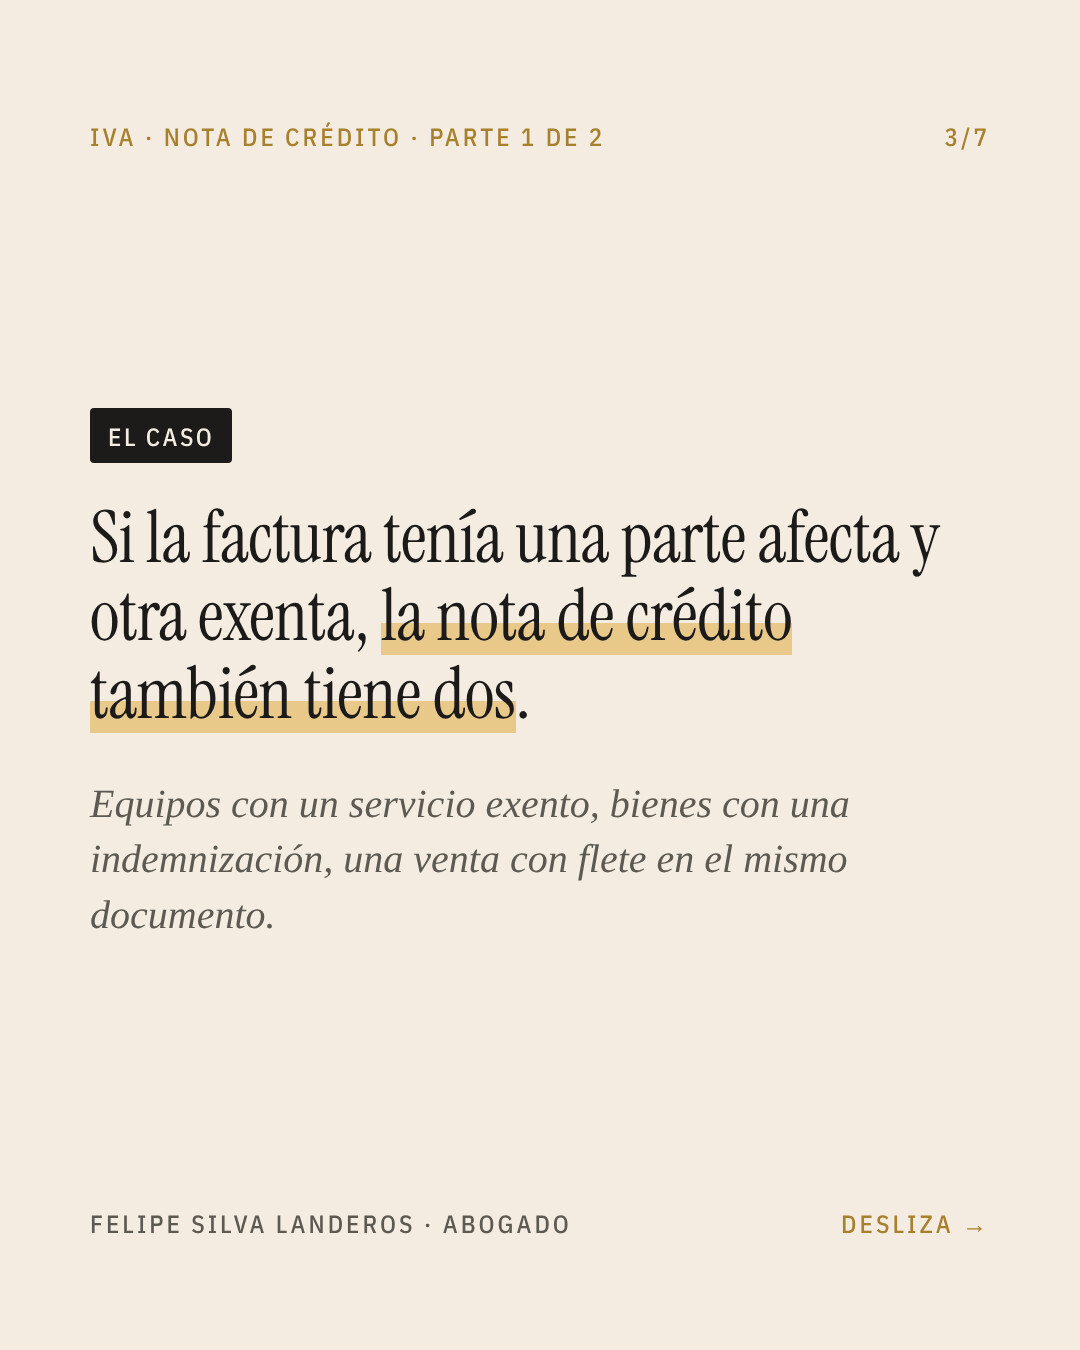 IVA · NOTA DE CRÉDITO · PARTE 1 DE 2
3/7
EL CASO
Si la factura tenía una parte afecta y
otra exenta, la nota de crédito
también tiene dos.
Equipos con un servicio exento, bienes con una
indemnización, una venta con flete en el mismo
documento.
FELIPE SILVA LANDEROS · ABOGADO
DESLIZA →